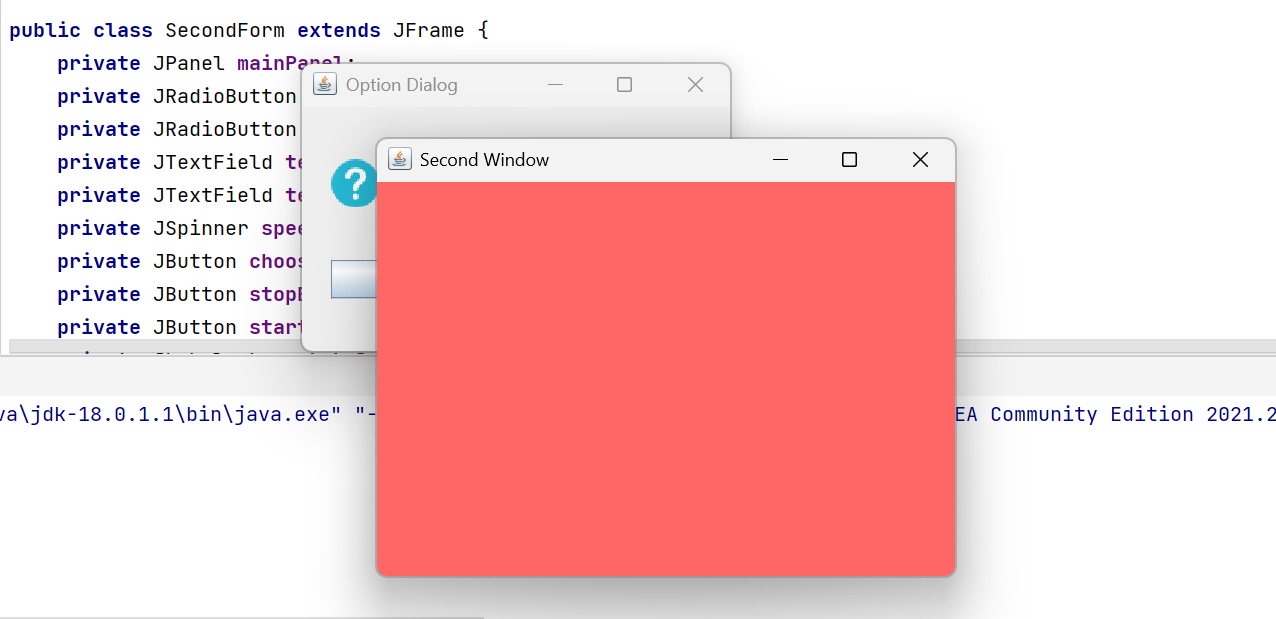 public class SecondForm extends JFrame {
private JPanel mainPanel;
private JRadioButton
private JRadioButton
private JTextField te
private JTextField te
private JSpinner spee
private JButton choos
private JButton stop
private JButton start
Option Dialog
?
Second Window
va\jdk-18.0.1.1\bin\java.exe" "-
EA Community Edition 2021.2